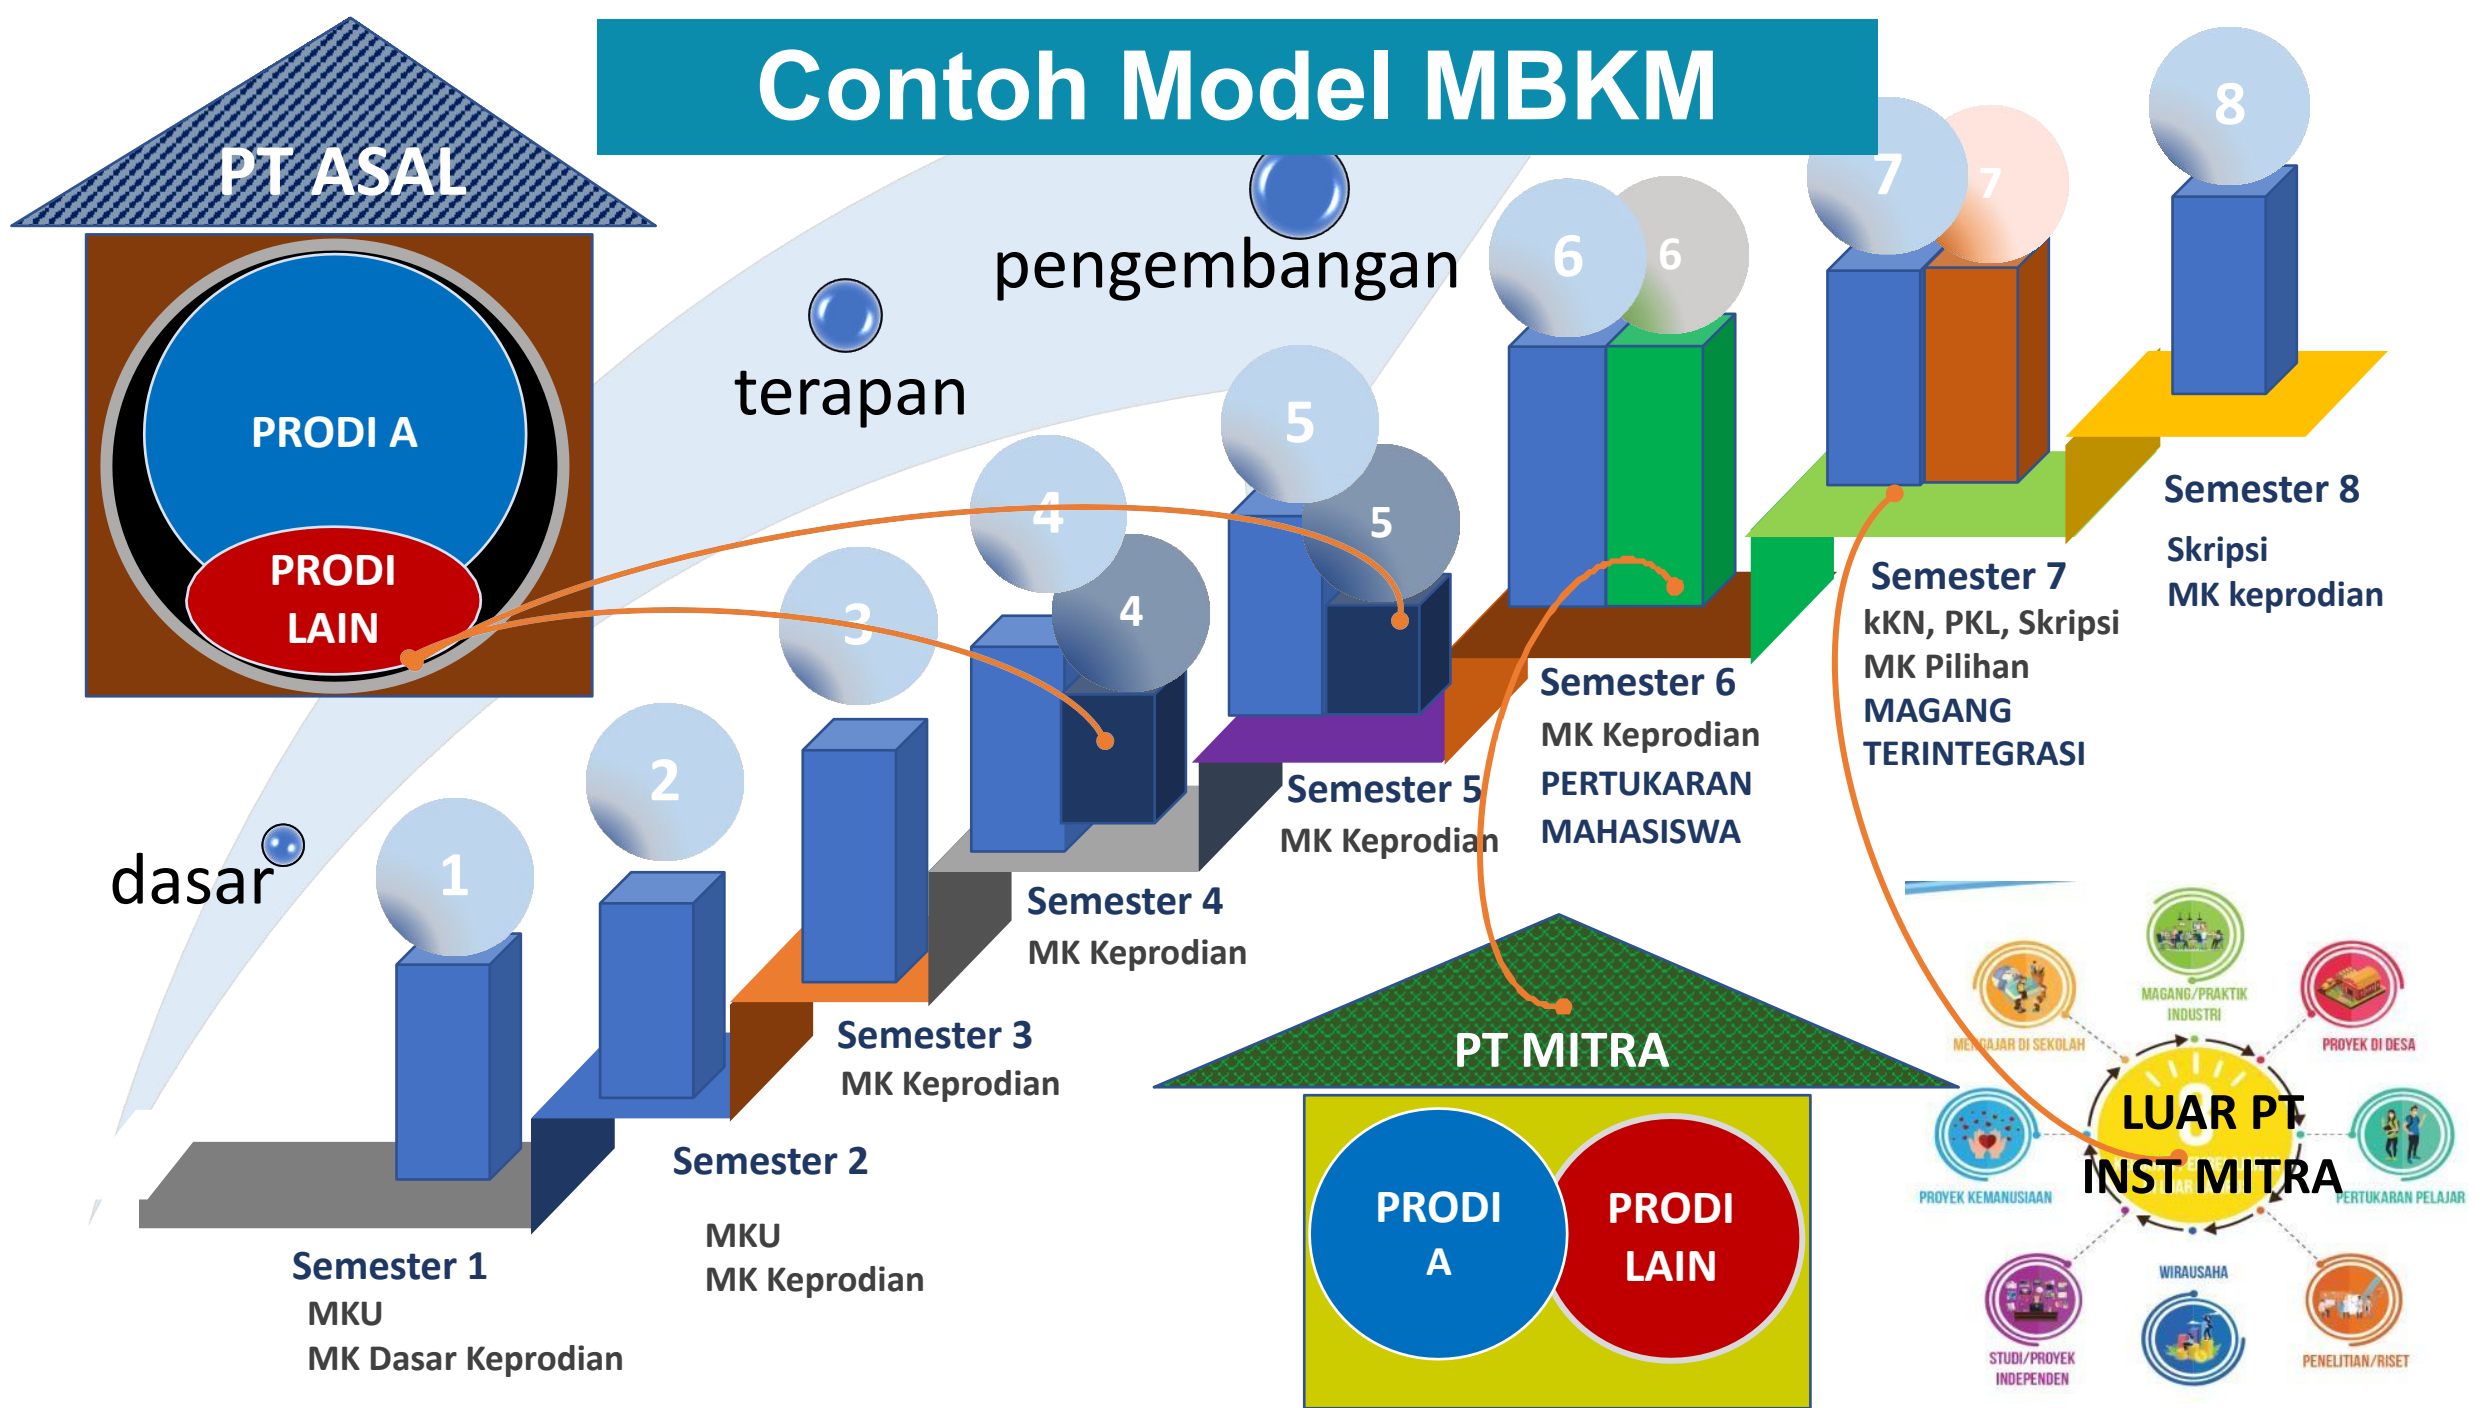 Contoh Model MBKM
PT ASAL
PRODI A
PRODI
LAIN
dasar
terapan
pengembangan
1
2
3
4
4
5
5
6
6
7
7
8
Semester 1
MKU
MK Dasar Keprodian
Semester 2
MKU
MK Keprodian
Semester 3
MK Keprodian
Semester 4
MK Keprodian
Semester 5
MK Keprodian
Semester 6
MK Keprodian
PERTUKARAN
MAHASISWA
Semester 7
kKN, PKL, Skripsi
MK Pilihan
MAGANG
TERINTEGRASI
Semester 8
Skripsi
MK keprodian
PT MITRA
PRODI
A
PRODI
LAIN
MAGANG/PRAKTIK
INDUSTRI
MENGAJAR DI SEKOLAH
PROYEK DI DESA
LUAR PT
INST MITRA
PROYEK KEMANUSIAAN
PERTUKARAN PELAJAR
STUDI/PROYEK
INDEPENDEN
WIRAUSAHA
PENELITIAN/RISET